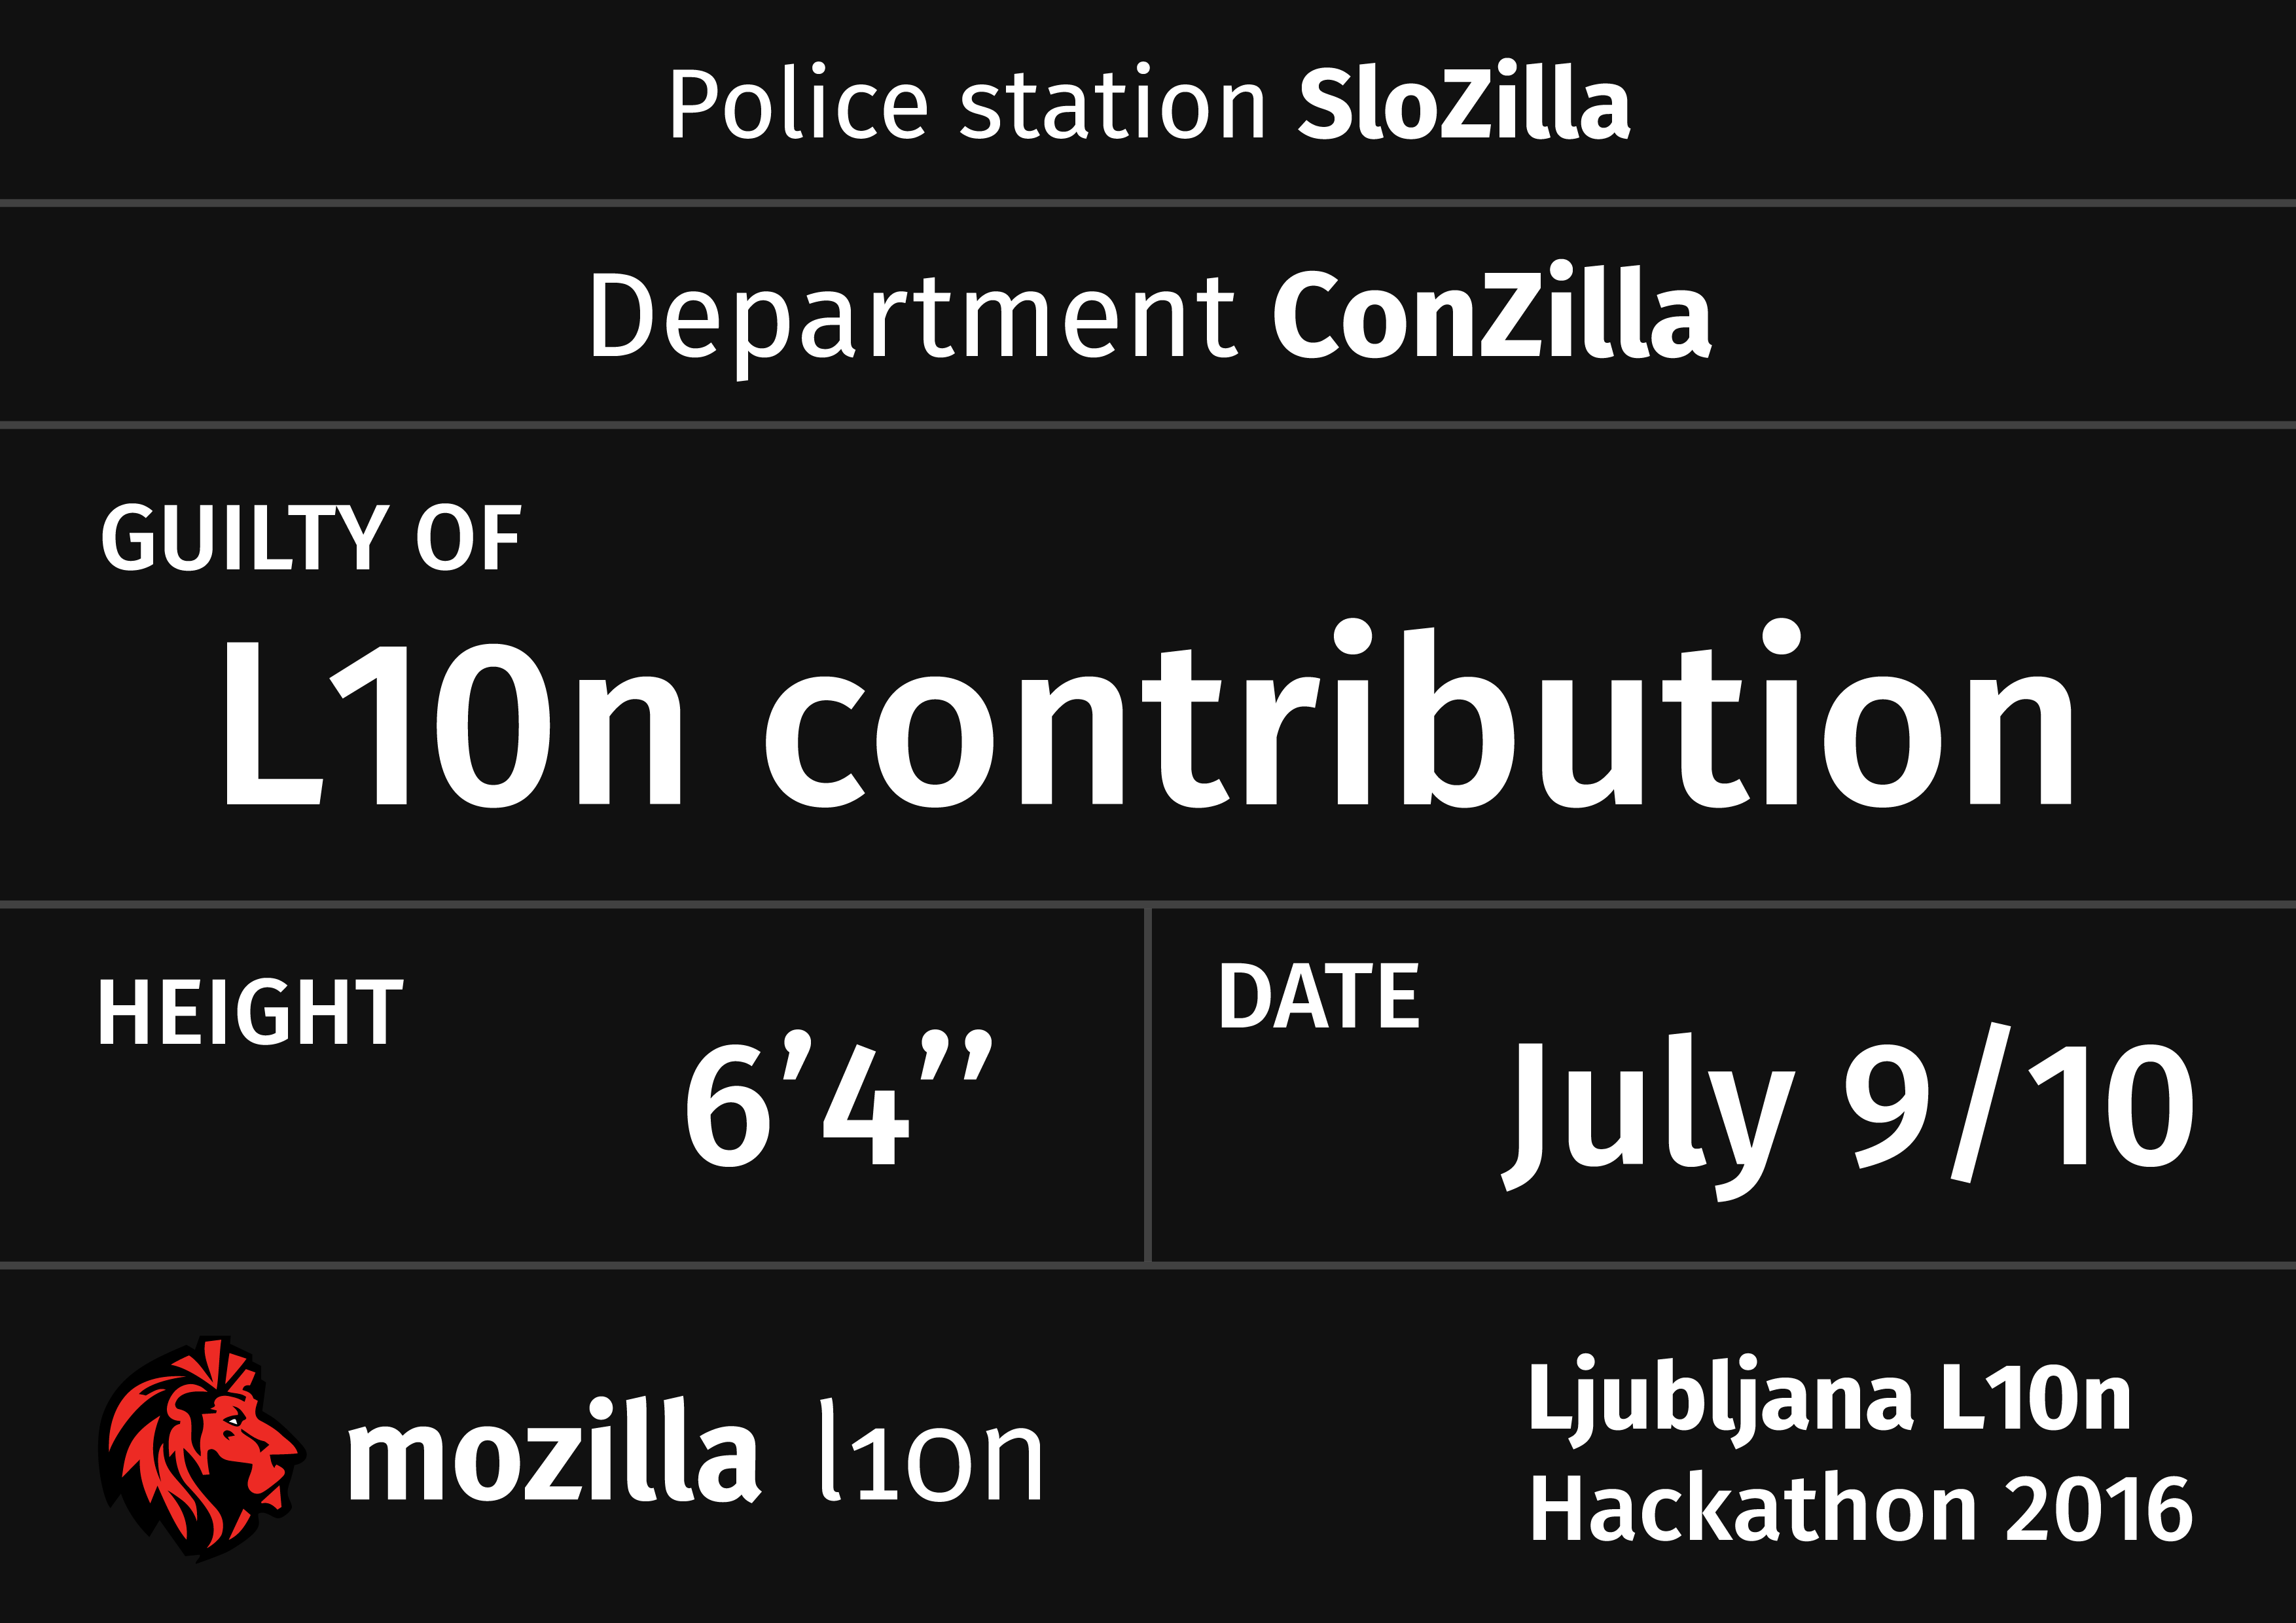 Police station SloZilla
Department ConZilla
GUILTY OF
L10n contribution
HEIGHT
6’4”
DATE
July 9/10
mozilla l10n
Ljubljana L10n
Hackathon 2016